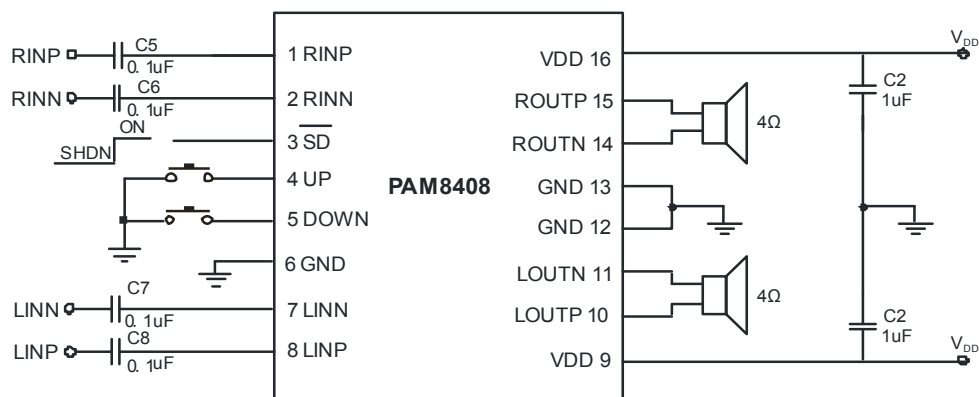 RINP
C5
0.1uF
1 RINP
RINN
C6
0.1uF
2 RINN
ON
SHDN
3 SD
4 UP
5 DOWN
6 GND
LINN
C7
0.1uF
7 LINN
LINP
C8
0.1uF
8 LINP
PAM8408
VDD 16
VDD
ROUTP 15
ROUTN 14
4Ω
C2
1uF
GND 13
GND 12
LOUTN 11
LOUTP 10
4Ω
C2
1uF
VDD 9
VDD